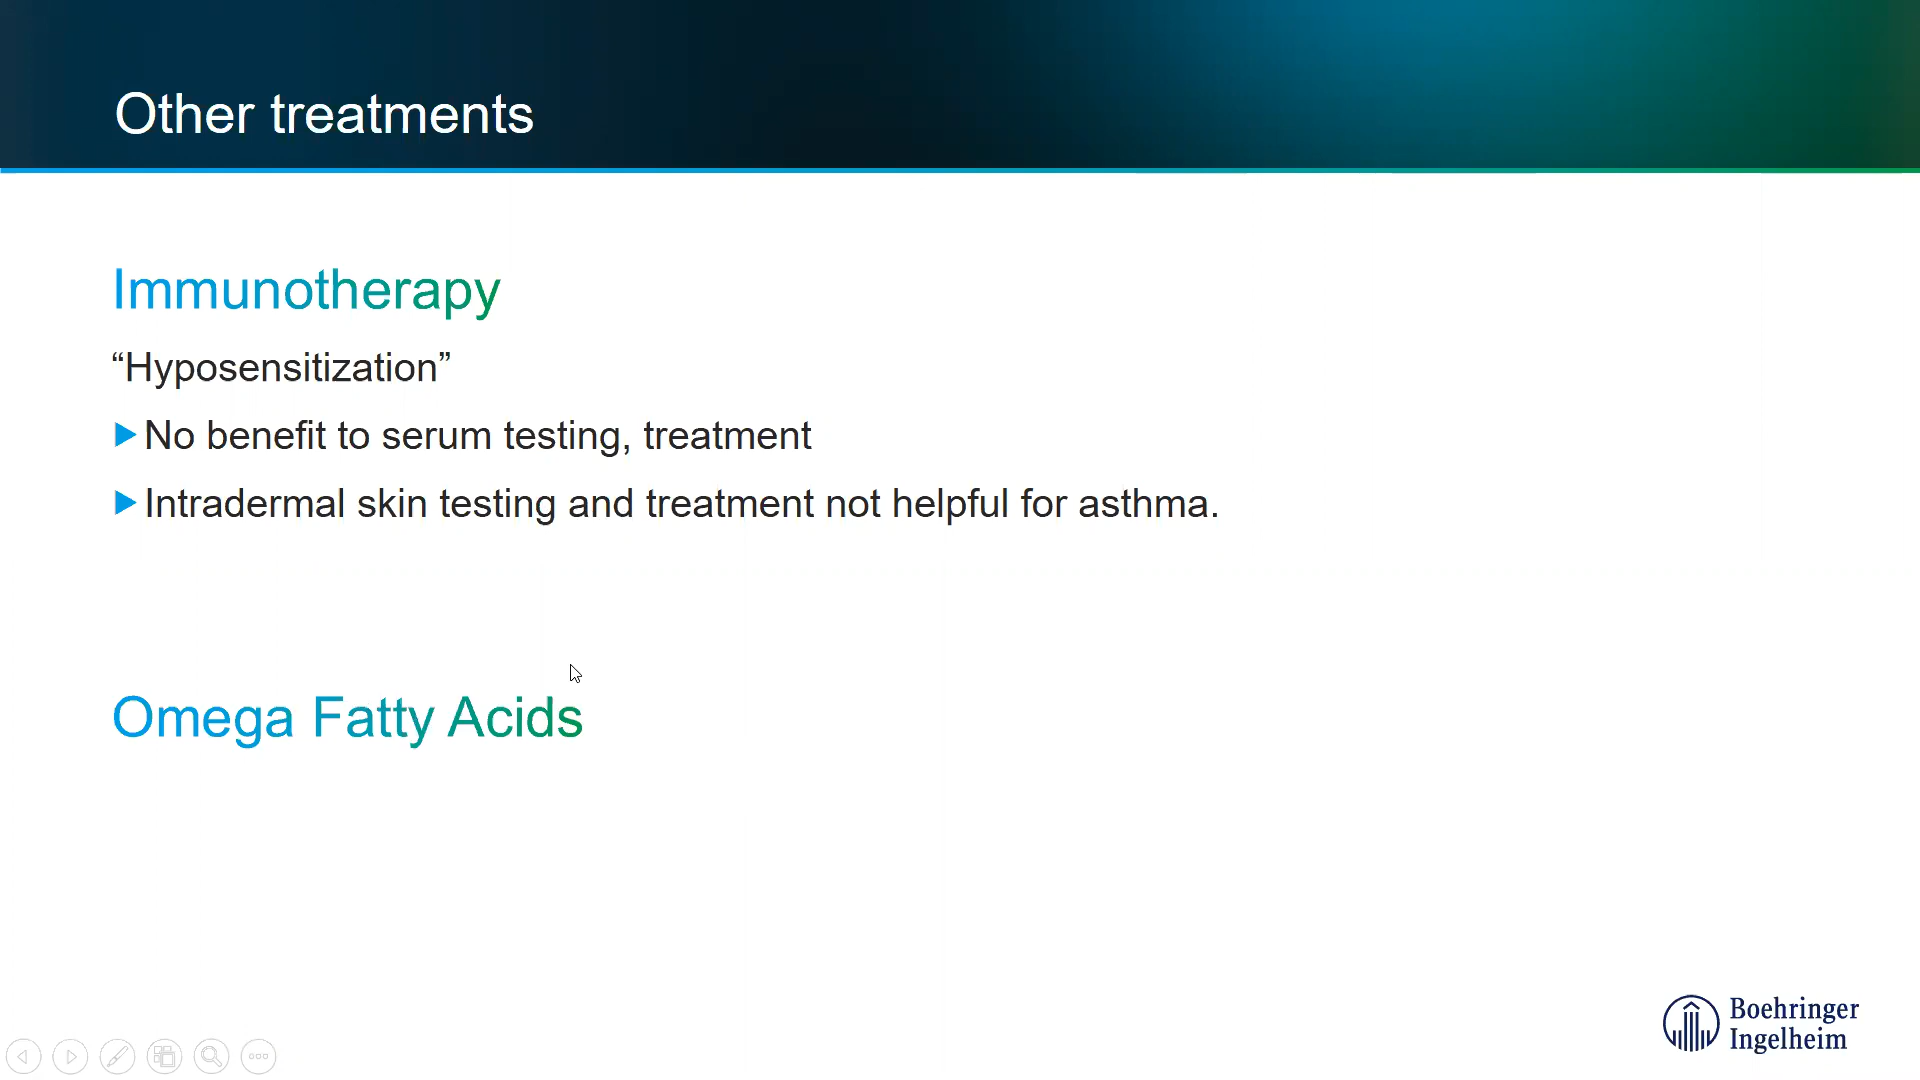 Other treatments
Immunotherapy
“Hyposensitization”
No benefit to serum testing, treatment
Intradermal skin testing and treatment not helpful for asthma.
Omega Fatty Acids
Boehringer
Ingelheim